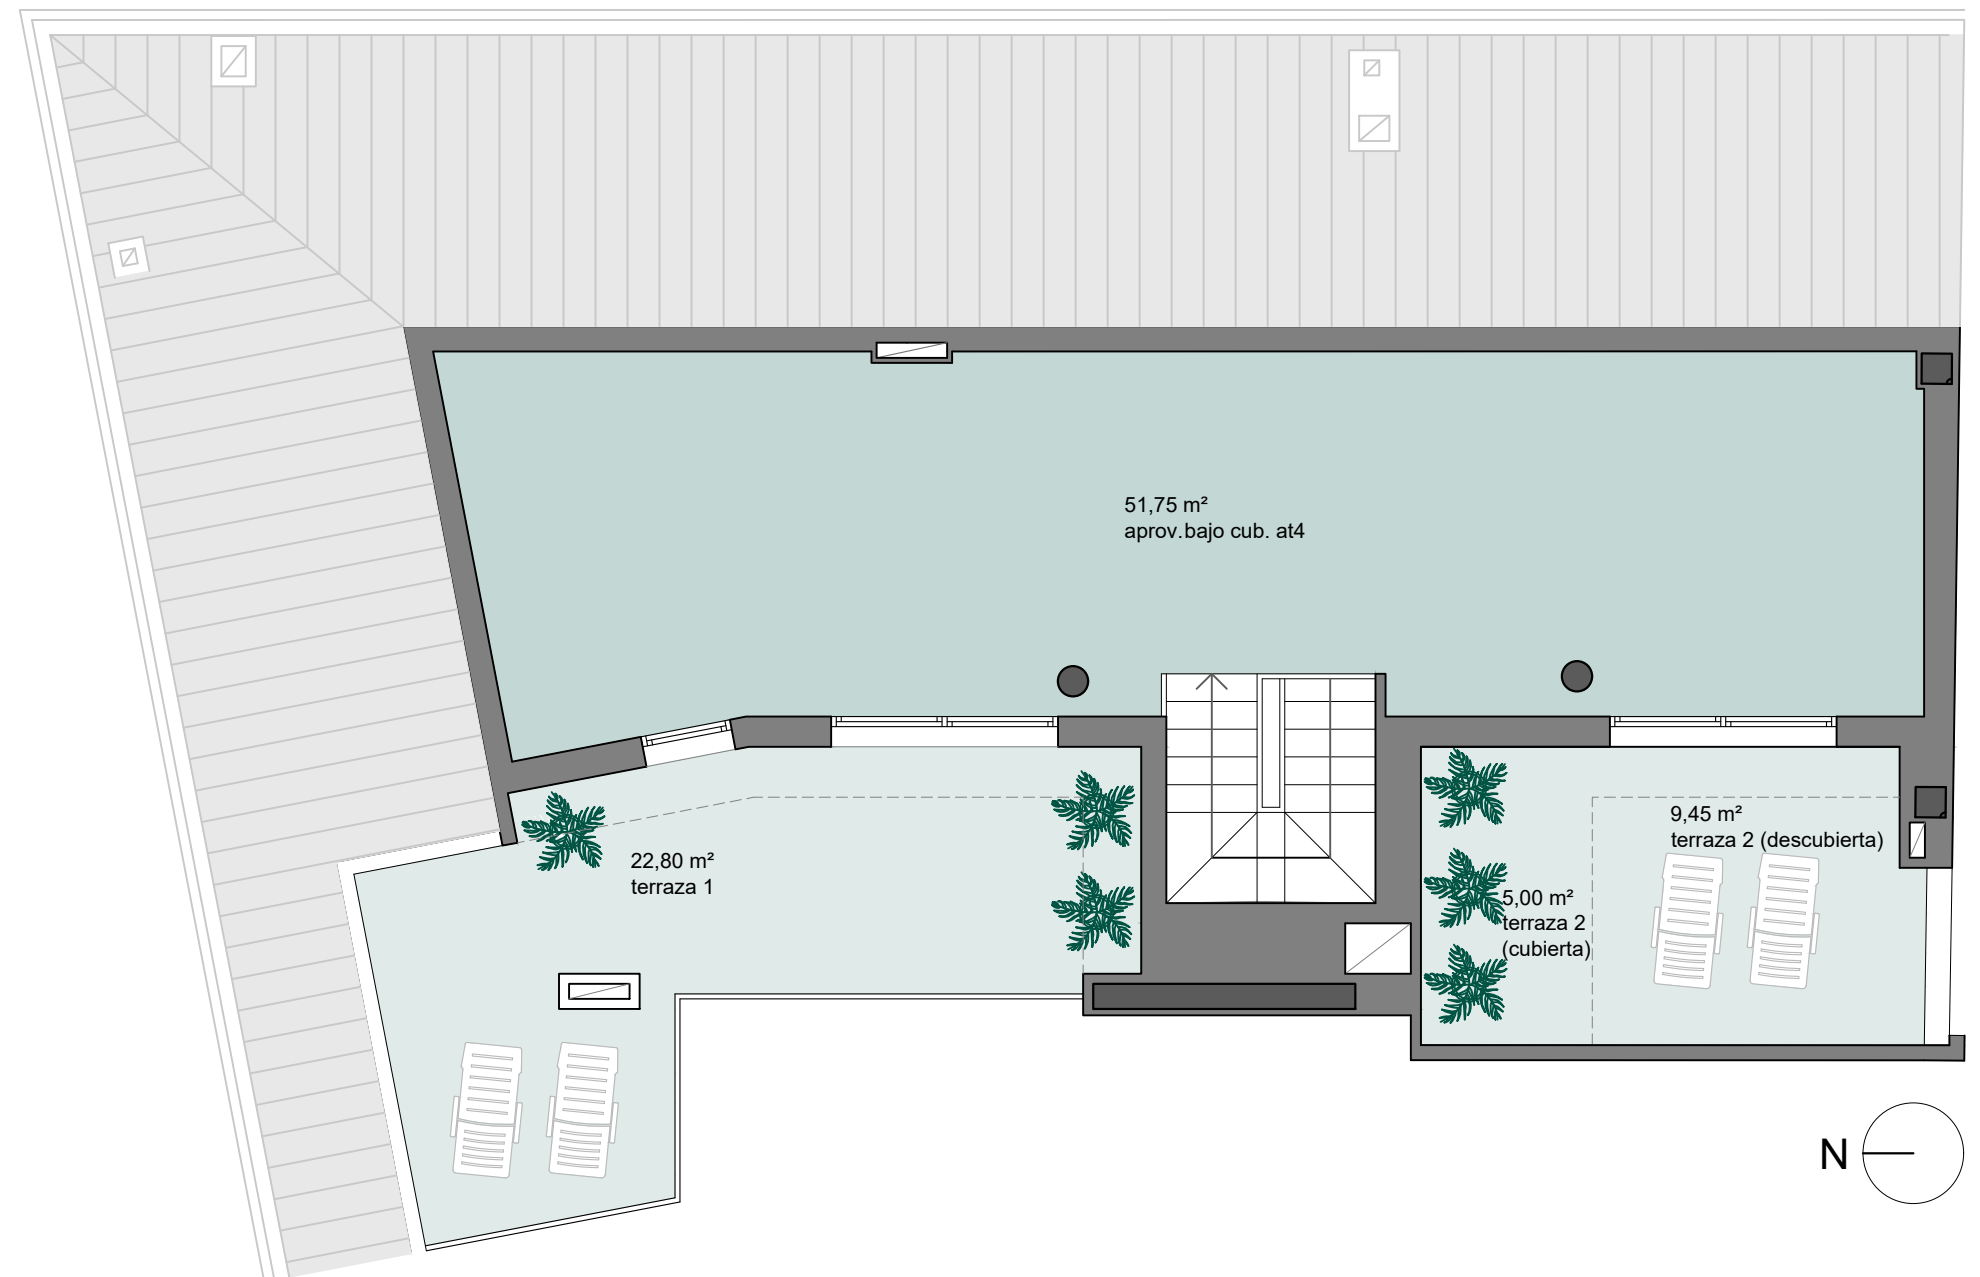 51,75 m²
aprov.bajo cub. at4
22,80 m²
terraza 1
9,45 m²
terraza 2 (descubierta)
5,00 m²
terraza 2
(cubierta)
N